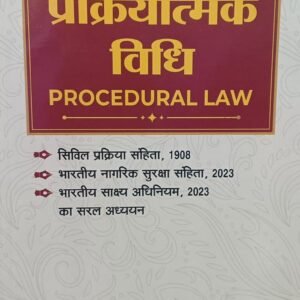 प्रक्रियात्मक
विधि
PROCEDURAL LAW
सिविल प्रक्रिया संहिता, 1908
भारतीय नागरिक सुरक्षा संहिता, 2023
भारतीय साक्ष्य अधिनियम, 2023
का सरल अध्ययन